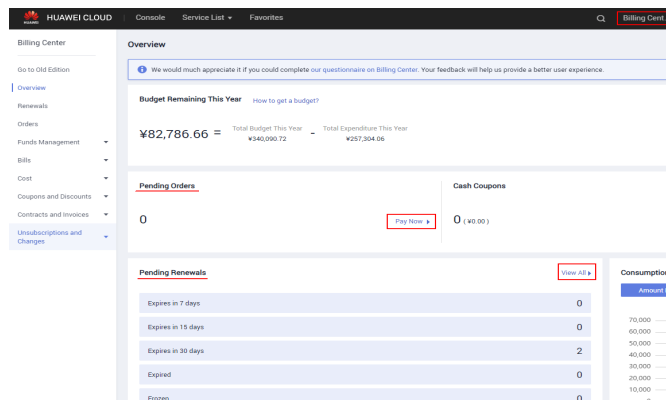 HUAWEI HUAWEI CLOUD Console Service List Favorites Billing Cent
Billing Center
Overview
Go to Old Edition
We would much appreciate it if you could complete our questionnaire on Billing Center. Your feedback will help us provide a better user experience.
Overview
Renewals
Orders
Funds Management
Bills
Cost
Coupons and Discounts
Contracts and Invoices
Unsubscriptions and
Changes
Budget Remaining This Year How to get a budget?
¥82,786.66 = Total Budget This Year - Total Expenditure This Year
¥340,090.72 ¥257,304.06
Pending Orders
0 Pay Now
Cash Coupons
0 ( ¥0.00 )
Pending Renewals View All
Expires in 7 days 0
Expires in 15 days 0
Expires in 30 days 2
Expired 0
Frozen 0
Consumption
Amount
70,000
60,000
50,000
40,000
30,000
20,000
10,000